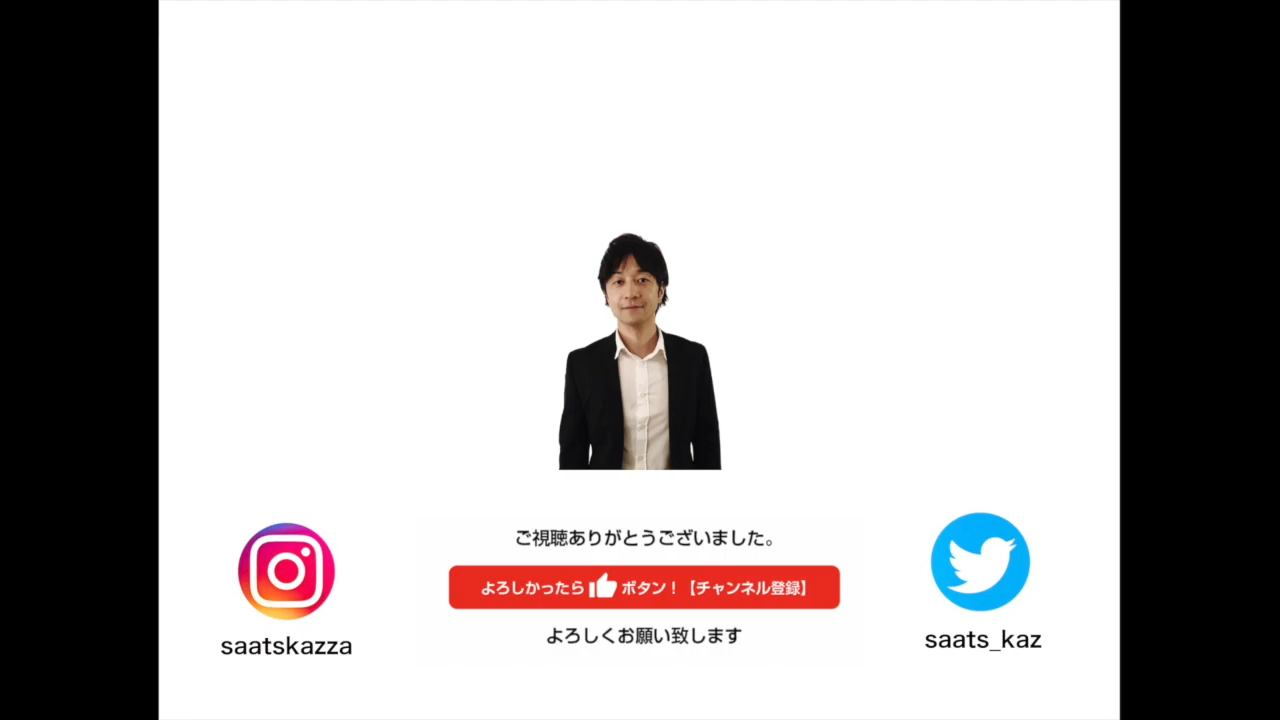 ご視聴ありがとうございました。
よろしかったら ボタン！【チャンネル登録】
よろしくお願い致します
saatskazza
saats_kaz